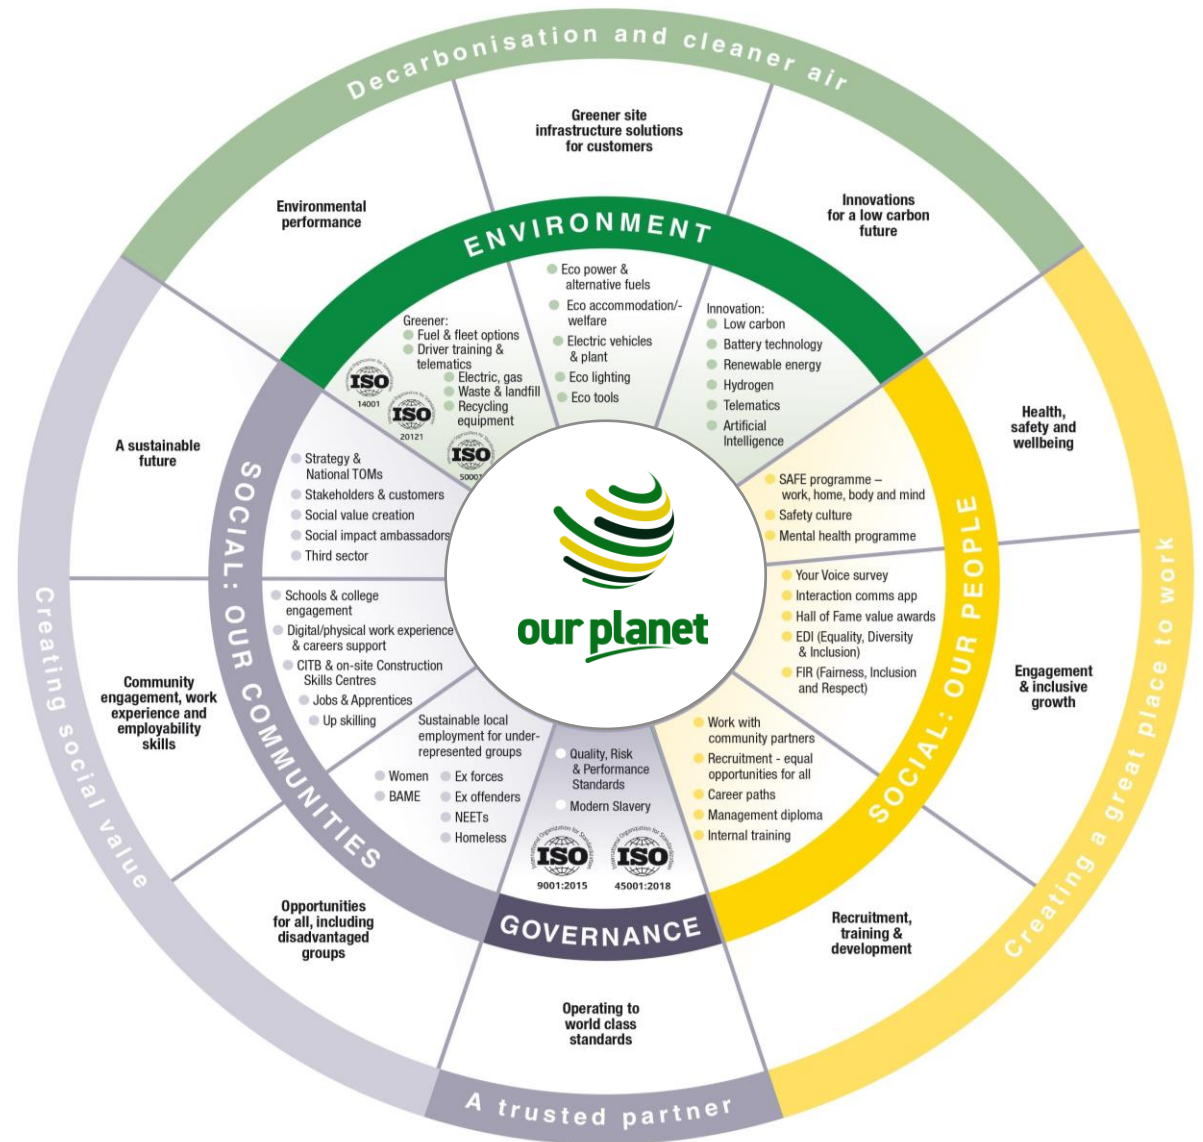 Decarbonisation and cleaner air
Greener site
infrastructure solutions
for customers
Environmental
performance
Innovations
for a low carbon
future
ENVIRONMENT
Greener:
Fuel & fleet options
Driver training &
telematics
Electric, gas
Waste & landfill
Recycling
equipment
ISO
14001
ISO
20121
ISO
50001
Eco power &
alternative fuels
Eco accommodation/-
welfare
Electric vehicles
& plant
Eco lighting
Eco tools
Innovation:
Low carbon
Battery technology
Renewable energy
Hydrogen
Telematics
Artificial
Intelligence
Creating a great place to work
Health,
safety and
wellbeing
Engagement
& inclusive
growth
Recruitment,
training &
development
SOCIAL: OUR PEOPLE
SAFE programme –
work, home, body and mind
Safety culture
Mental health programme
Your Voice survey
Interaction comms app
Hall of Fame value awards
EDI (Equality, Diversity
& Inclusion)
FIR (Fairness, Inclusion
and Respect)
Work with
community partners
Recruitment - equal
opportunities for all
Career paths
Management diploma
Internal training
A trusted partner
Operating to
world class
standards
GOVERNANCE
Quality, Risk
& Performance
Standards
Modern Slavery
International Organization for Standardization
ISO
9001:2015
International Organization for Standardization
ISO
45001:2018
Creating social value
A sustainable
future
Community
engagement, work
experience and
employability
skills
Opportunities
for all, including
disadvantaged
groups
SOCIAL: OUR COMMUNITIES
Strategy &
National TOMs
Stakeholders & customers
Social value creation
Social impact ambassadors
Third sector
Schools & college
engagement
Digital/physical work experience
& careers support
CITB & on-site Construction
Skills Centres
Jobs & Apprentices
Up skilling
Sustainable local
employment for under-
represented groups
Women
BAME
Ex forces
Ex offenders
NEETs
Homeless
our planet